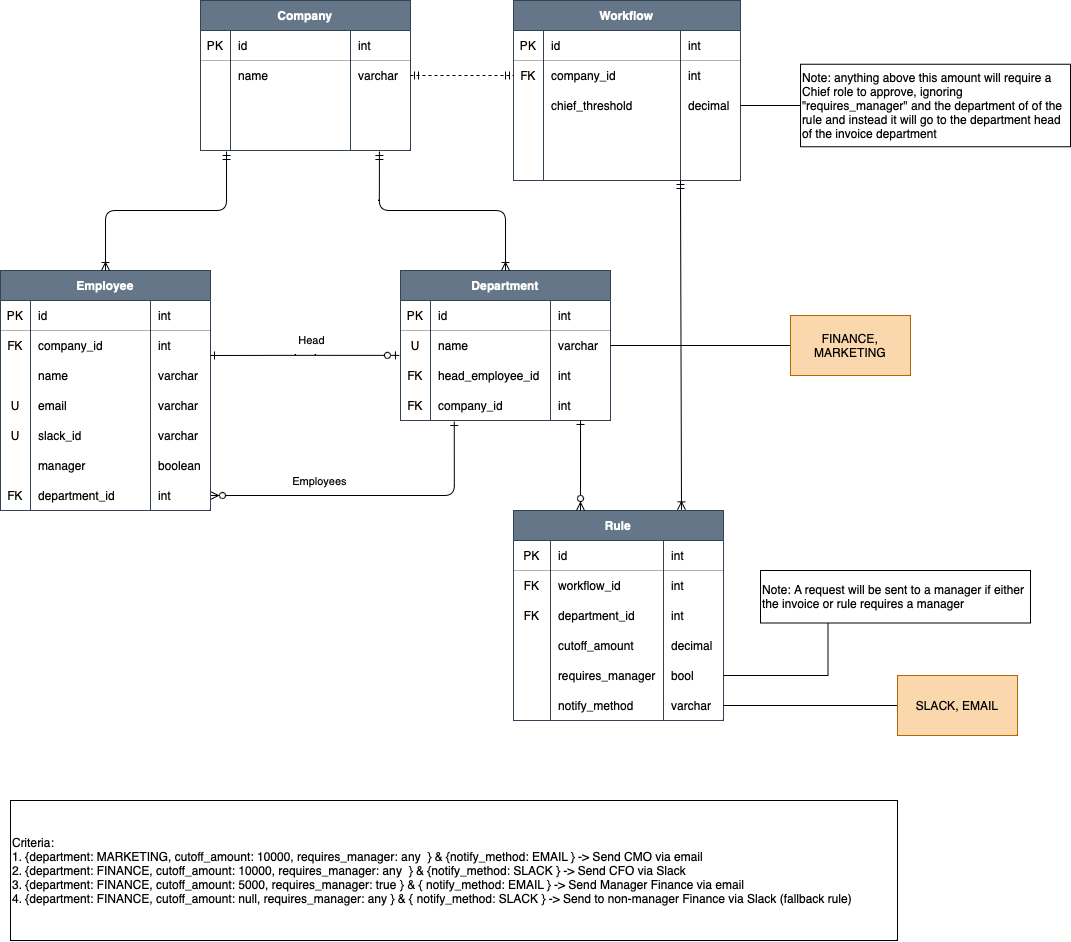 Company
PK id int
name varchar
Workflow
PK id int
FK company_id int
chief_threshold decimal
Note: anything above this amount will require a
Chief role to approve, ignoring
"requires_manager" and the department of of the
rule and instead it will go to the department head
of the invoice department
Employee
PK id int
FK company_id int
name varchar
U email varchar
U slack_id varchar
manager boolean
FK department_id int
Head
Employees
Department
PK id int
U name varchar
FK head_employee_id int
FK company_id int
FINANCE,
MARKETING
Rule
PK id int
FK workflow_id int
FK department_id int
cutoff_amount decimal
requires_manager bool
notify_method varchar
Note: A request will be sent to a manager if either
the invoice or rule requires a manager
SLACK, EMAIL
Criteria:
1. {department: MARKETING, cutoff_amount: 10000, requires_manager: any } & {notify_method: EMAIL } -> Send CMO via email
2. {department: FINANCE, cutoff_amount: 10000, requires_manager: any } & {notify_method: SLACK } -> Send CFO via Slack
3. {department: FINANCE, cutoff_amount: 5000, requires_manager: true } & { notify_method: EMAIL } -> Send Manager Finance via email
4. {department: FINANCE, cutoff_amount: null, requires_manager: any } & { notify_method: SLACK } -> Send to non-manager Finance via Slack (fallback rule)